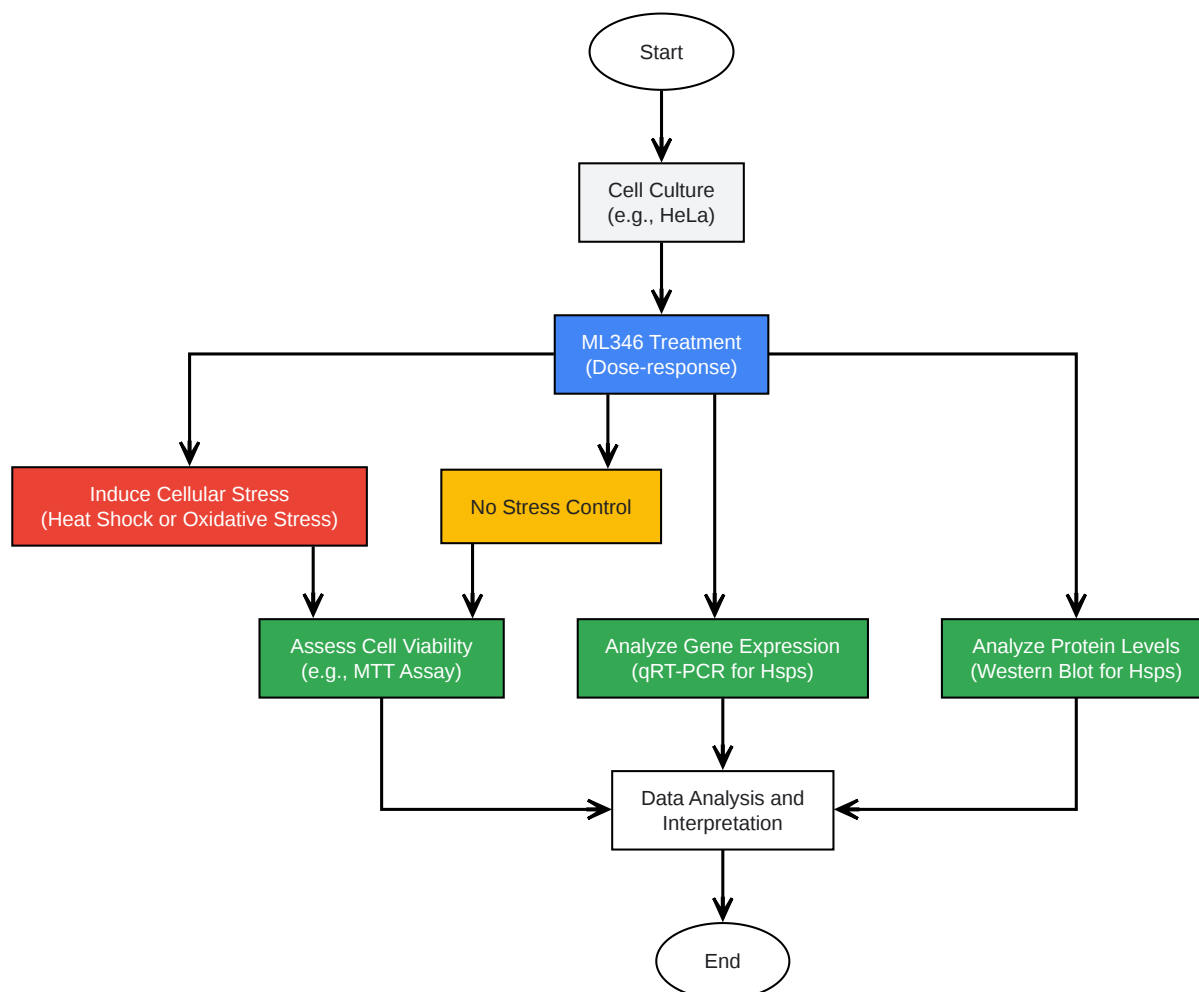 Start
Cell Culture
(e.g., HeLa)
ML346 Treatment
(Dose-response)
Induce Cellular Stress
(Heat Shock or Oxidative Stress)
No Stress Control
Assess Cell Viability
(e.g., MTT Assay)
Analyze Gene Expression
(qRT-PCR for Hsps)
Analyze Protein Levels
(Western Blot for Hsps)
Data Analysis and
Interpretation
End